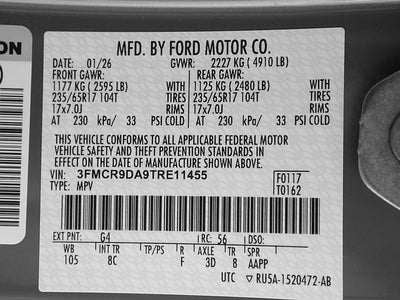 ON
MFD. BY FORD MOTOR CO.
DATE: 01/26 GVWR: 2227 KG (4910 LB)
FRONT GAWR: REAR GAWR:
1177 KG (2595 LB) WITH 1125 KG (2480 LB)
235/65R17 104T TIRES 235/65R17 104T
17x7.0J RIMS 17x7.0J
AT 230 kPa/ 33 PSI COLD AT 230 kPa/ 33 PSI COLD
THIS VEHICLE CONFORMS TO ALL APPLICABLE FEDERAL MOTOR
VEHICLE SAFETY AND THEFT PREVENTION STANDARDS IN
EFFECT ON THE DATE OF MANUFACTURE SHOWN ABOVE.
VIN: 3FMCR9DA9TRE11455 F0117
TYPE: MPV T0162
EXT PNT: G4 RC: 56 DSO:
WB INT TR TP/PS R AXLE TR SPR
105 8C F 3D 8 AAPP
UTC RU5A-1520472-AB